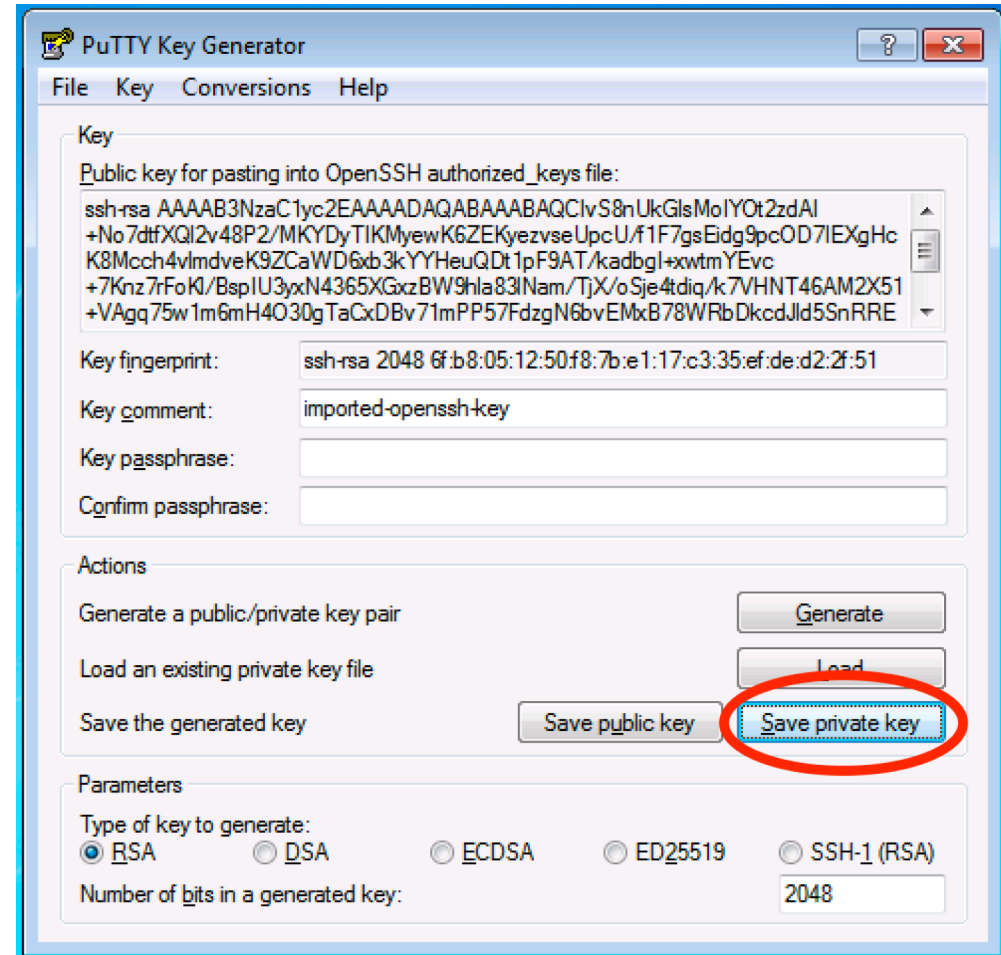 PuTTY Key Generator
File Key Conversions Help
Key
Public key for pasting into OpenSSH authorized_keys file:
ssh-rsa AAAAB3NzaC1yc2EAAAADAQABAAABAQClvS8nUkGlsMoIYOt2zdAl
+No7dtfXQl2v48P2/MKYDyTIKMyewK6ZEKyezvseUpcU/f1F7gsEidg9pcOD7IEXgHc
K8Mcch4vlmdveK9ZCaWD6xb3kYYHeuQDt1pF9AT/kadbgI+xwtmYEvc
+7Knz7rFoKl/BspIU3yxN4365XGxzBW9hla83lNam/TjX/oSje4tdiq/k7VHNT46AM2X51
+VAgq75w1m6mH4O30gTaCxDBv71mPP57FdzgN6bvEMxB78WRbDkcdJld5SnRRE
Key fingerprint: ssh-rsa 2048 6f:b8:05:12:50:f8:7b:e1:17:c3:35:ef:de:d2:2f:51
Key comment: imported-openssh-key
Key passphrase:
Confirm passphrase:
Actions
Generate a public/private key pair Generate
Load an existing private key file Load
Save the generated key Save public key Save private key
Parameters
Type of key to generate:
RSA DSA ECDSA ED25519 SSH-1 (RSA)
Number of bits in a generated key: 2048